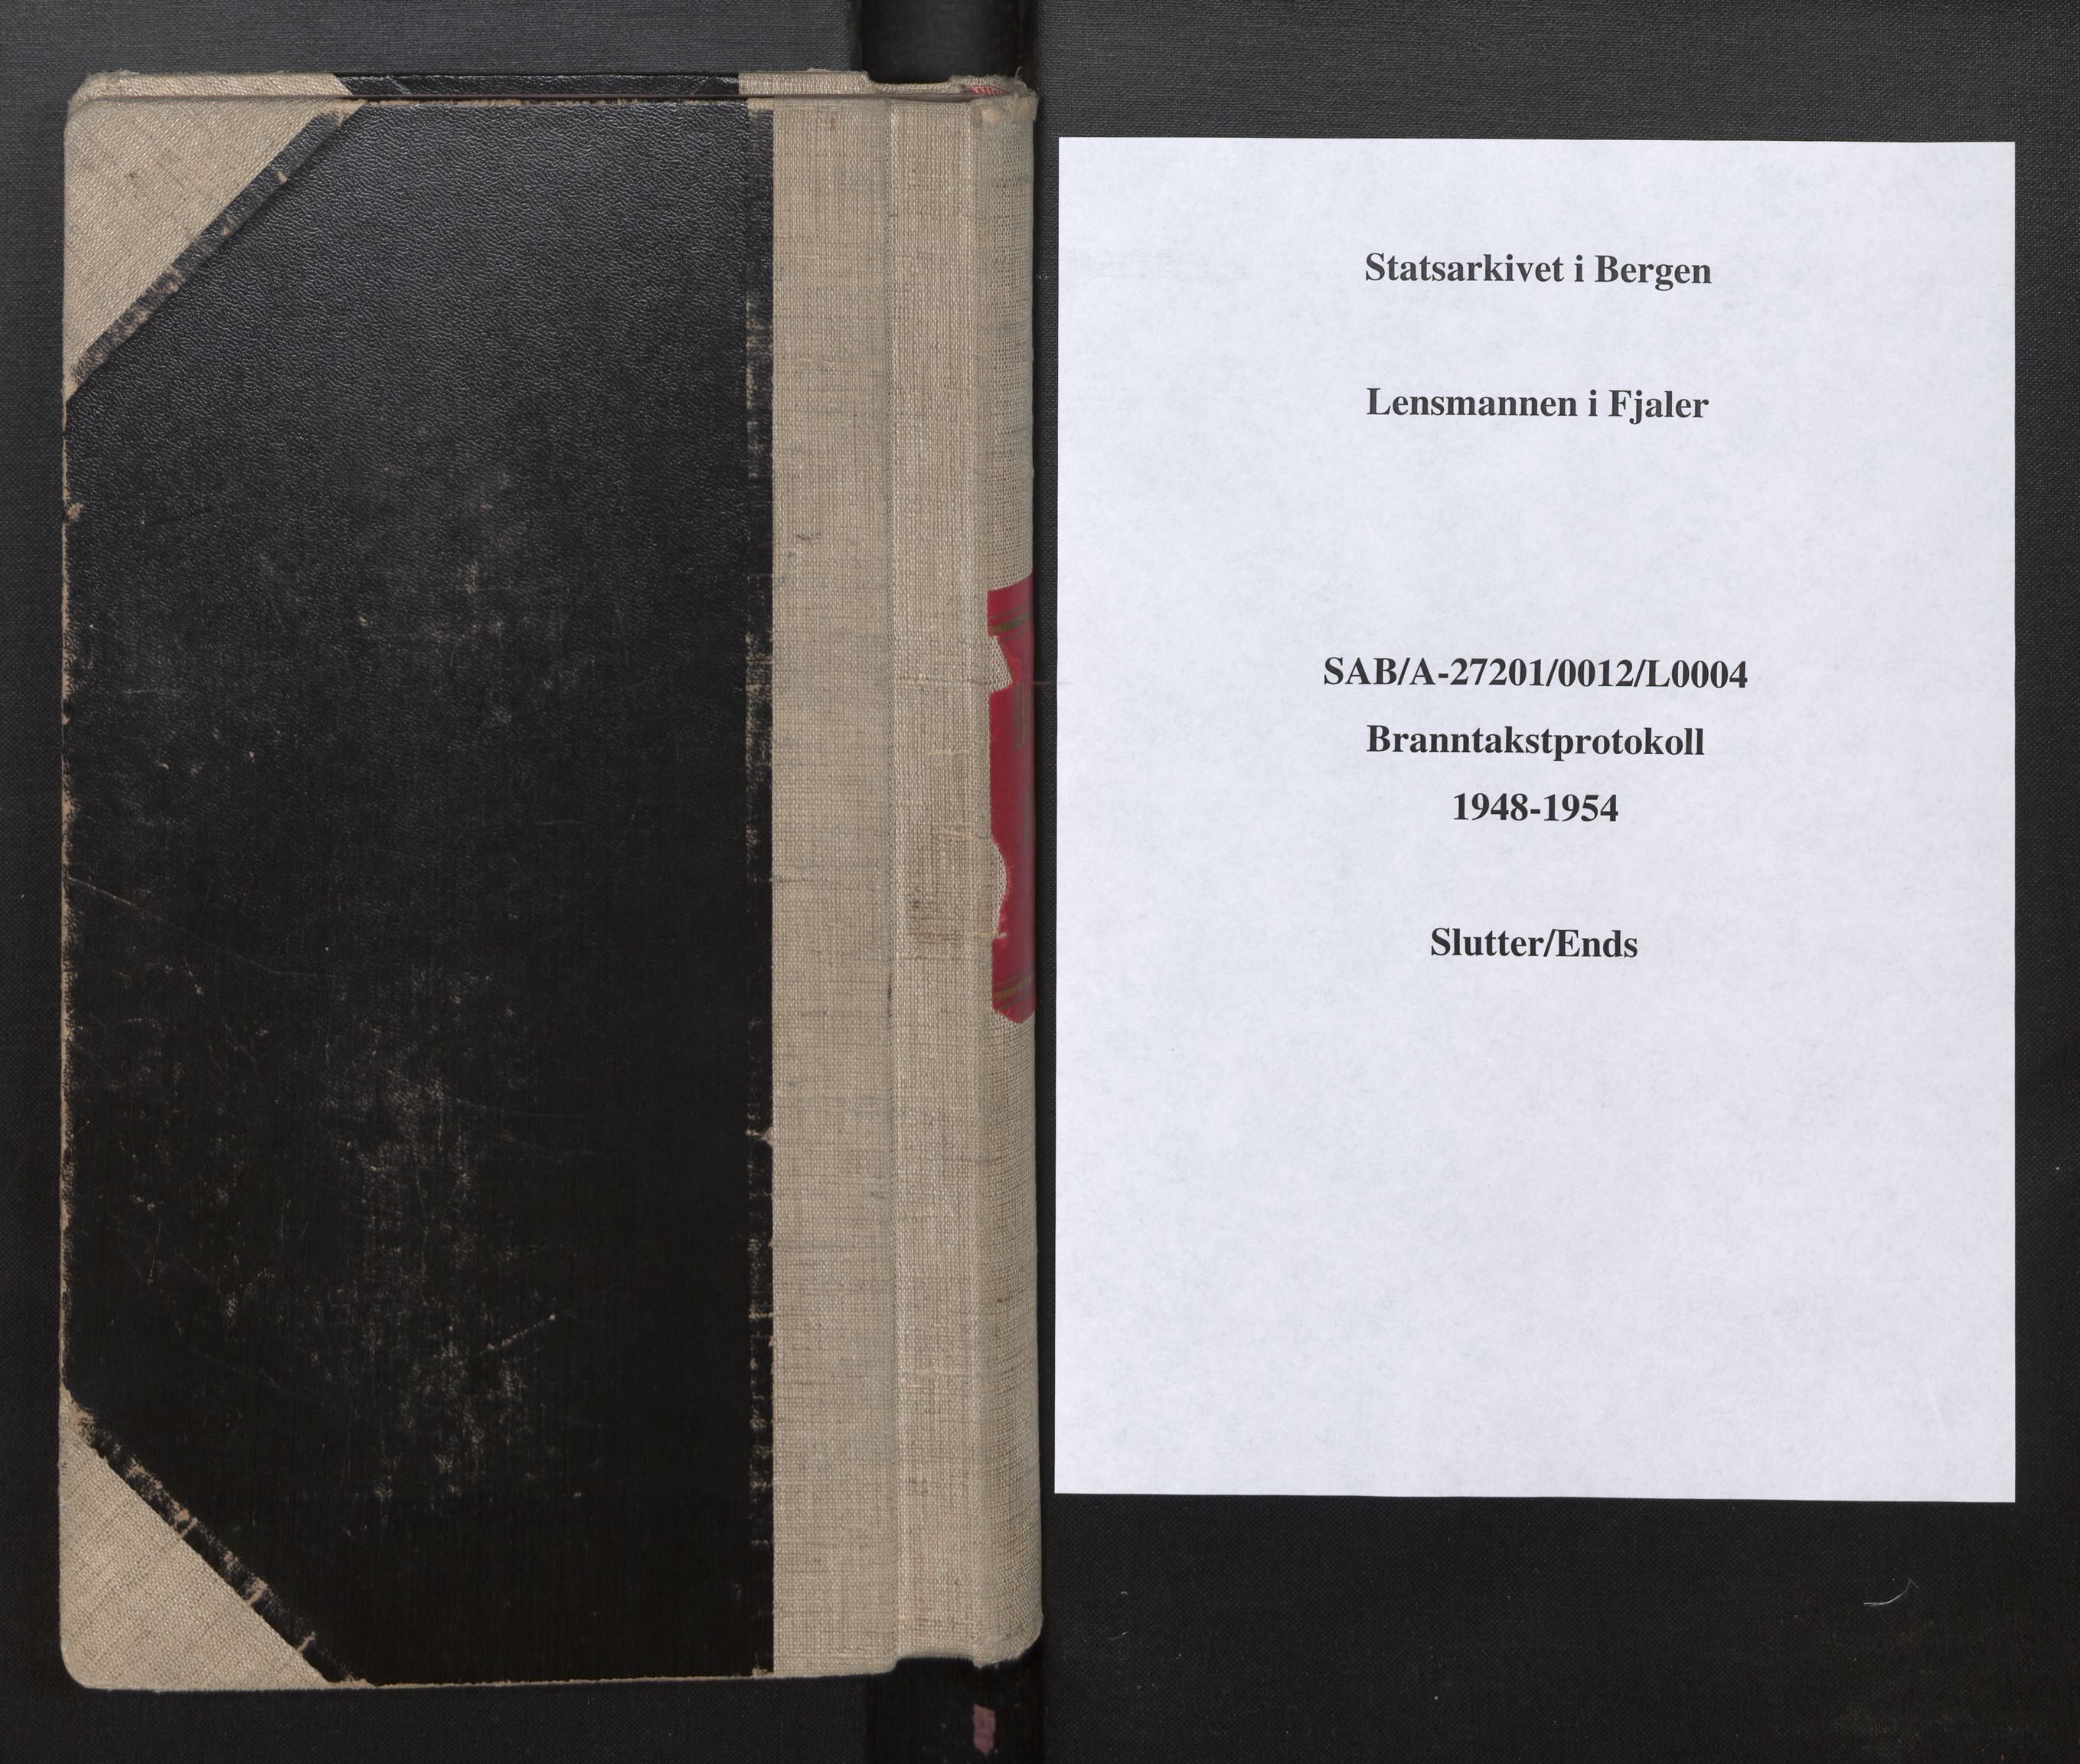 Statsarkivet i Bergen
Lensmannen i Fjaler
SAB/A-27201/0012/L0004
Branntakstprotokoll
1948-1954
Slutter/Ends